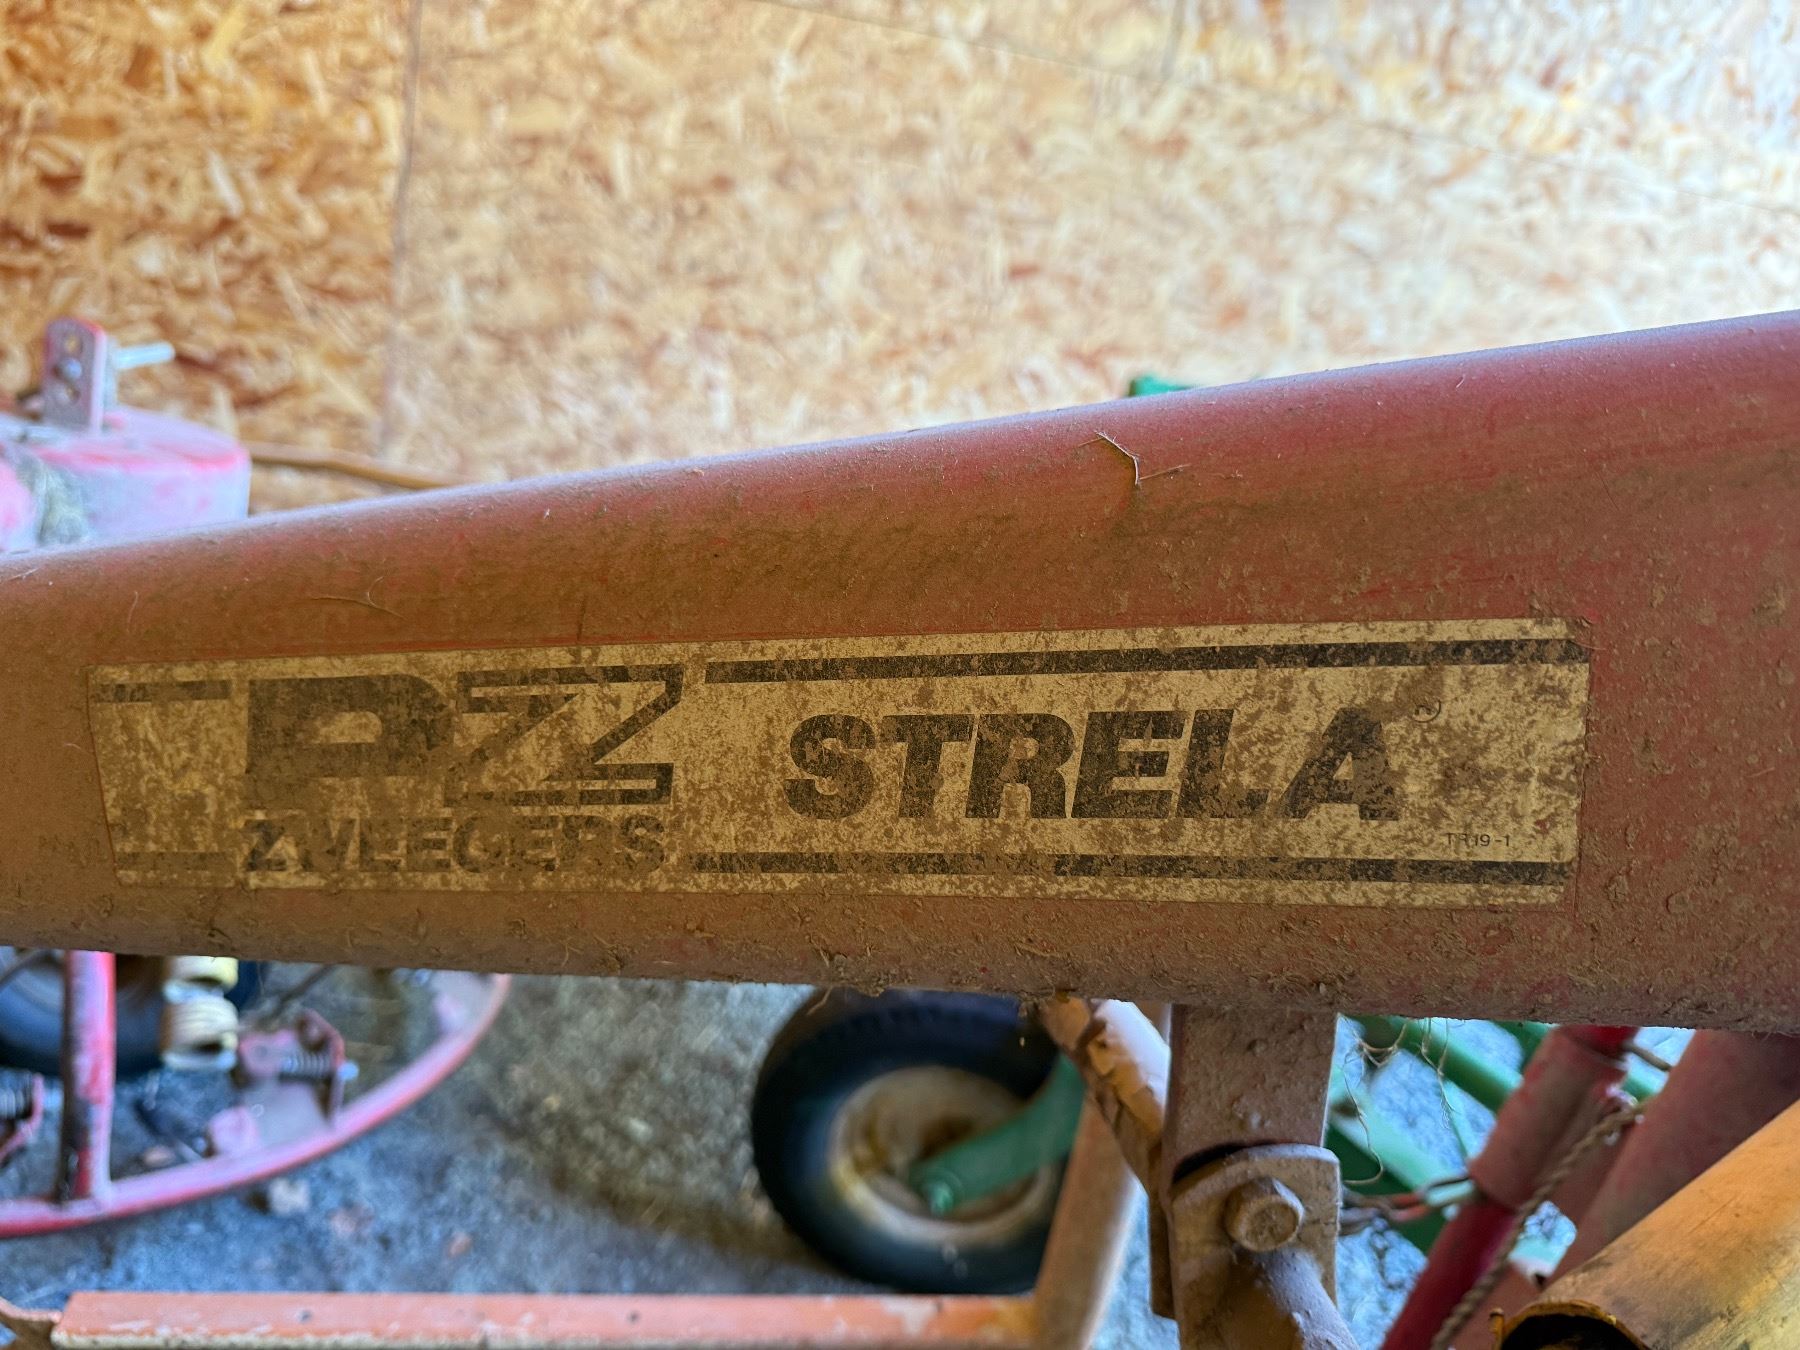 PZ STRELA ®
ZWEEGERS
TR19-1